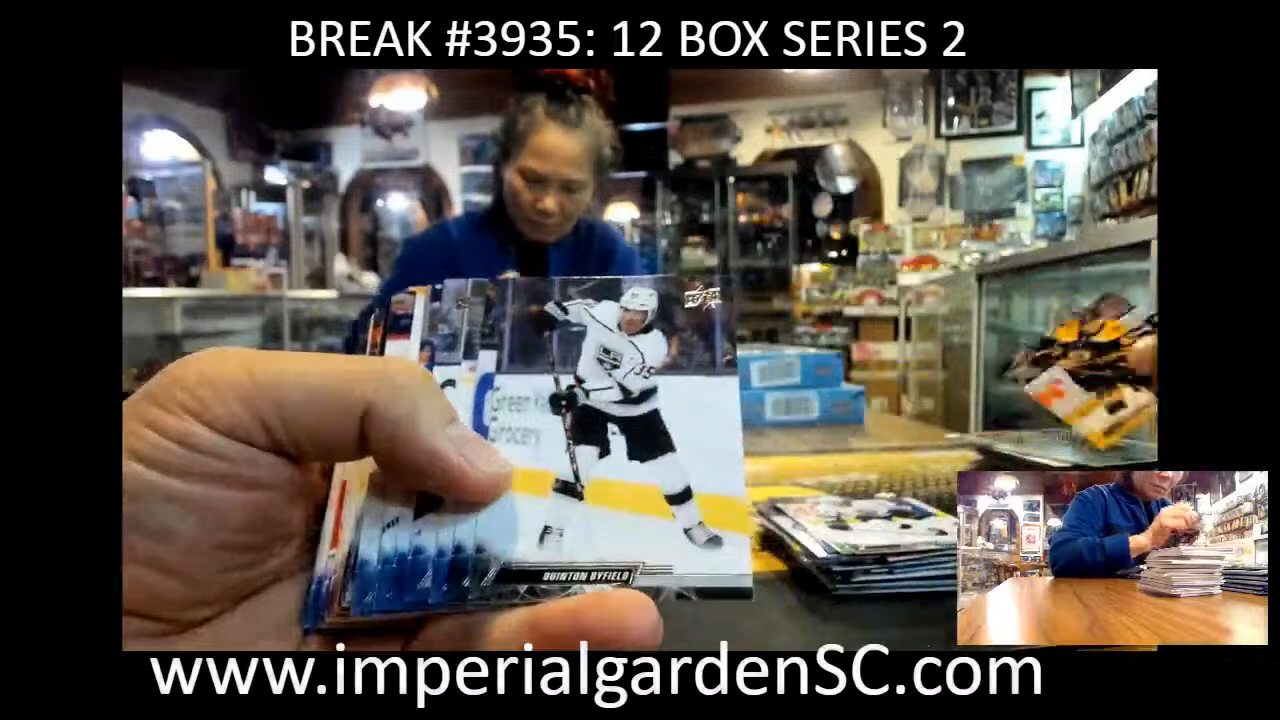 BREAK #3935: 12 BOX SERIES 2
Green
Grocery
QUINTON BYFIELD
www.imperialgardenSC.com